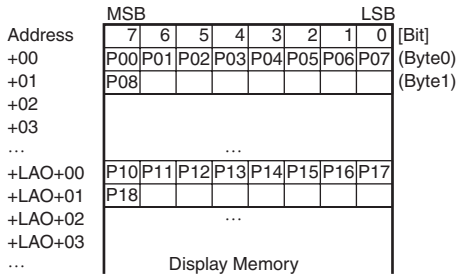 MSB LSB
Address 7 6 5 4 3 2 1 0 [Bit]
+00 P00 P01 P02 P03 P04 P05 P06 P07 (Byte0)
+01 P08 (Byte1)
+02
+03
… …
+LAO+00 P10 P11 P12 P13 P14 P15 P16 P17
+LAO+01 P18
+LAO+02 …
+LAO+03
… Display Memory